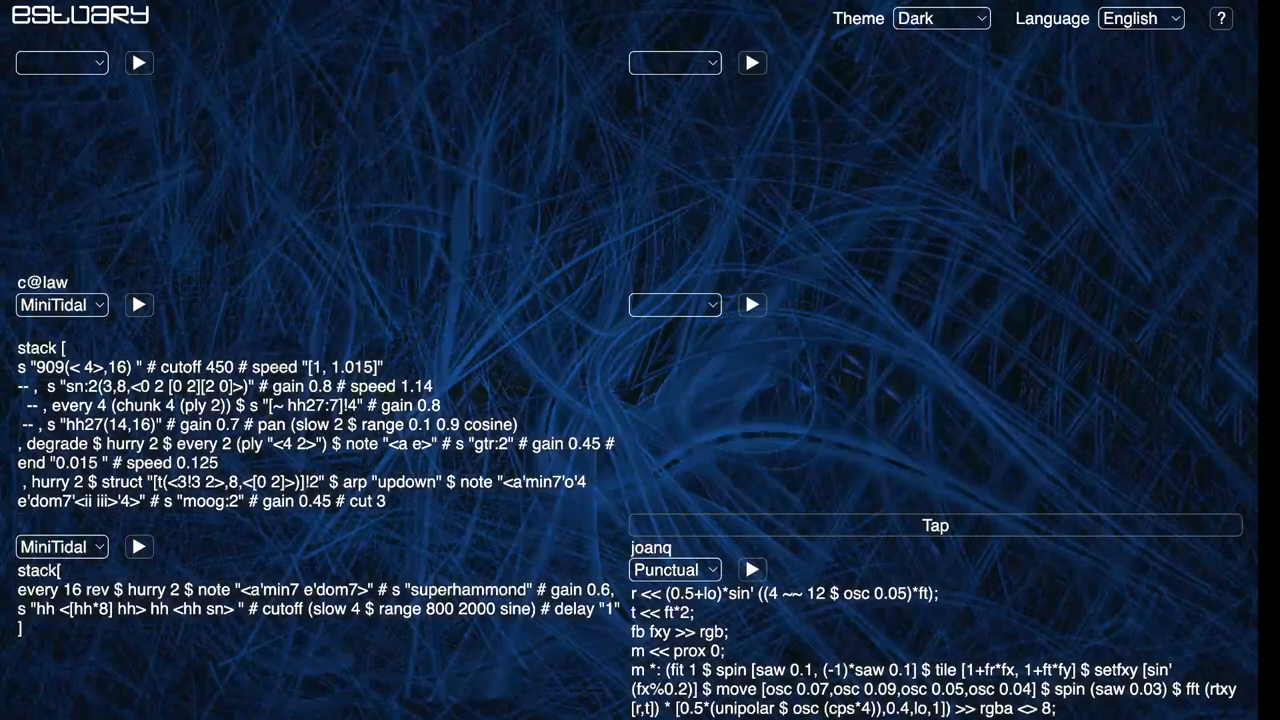 estuary
Theme Dark Language English ?
c@law
MiniTidal
stack [
s "909(< 4>,16) " # cutoff 450 # speed "[1, 1.015]"
-- , s "sn:2(3,8,<0 2 [0 2][2 0]>)" # gain 0.8 # speed 1.14
-- , every 4 (chunk 4 (ply 2)) $ s "[~ hh27:7]!4" # gain 0.8
-- , s "hh27(14,16)" # gain 0.7 # pan (slow 2 $ range 0.1 0.9 cosine)
, degrade $ hurry 2 $ every 2 (ply "<4 2>") $ note "<a e>" # s "gtr:2" # gain 0.45 #
end "0.015 " # speed 0.125
, hurry 2 $ struct "[t(<3!3 2>,8,<[0 2]>)]!2" $ arp "updown" $ note "<a'min7'o'4
e'dom7'<ii iii>'4>" # s "moog:2" # gain 0.45 # cut 3
MiniTidal
stack[
every 16 rev $ hurry 2 $ note "<a'min7 e'dom7>" # s "superhammond" # gain 0.6,
s "hh <[hh*8] hh> hh <hh sn> " # cutoff (slow 4 $ range 800 2000 sine) # delay "1"
]
Tap
joanq
Punctual
r << (0.5+lo)*sin' ((4 ~~ 12 $ osc 0.05)*ft);
t << ft*2;
fb fxy >> rgb;
m << prox 0;
m *: (fit 1 $ spin [saw 0.1, (-1)*saw 0.1] $ tile [1+fr*fx, 1+ft*fy] $ setfxy [sin'
(fx%0.2)] $ move [osc 0.07,osc 0.09,osc 0.05,osc 0.04] $ spin (saw 0.03) $ fft (rtxy
[r,t]) * [0.5*(unipolar $ osc (cps*4)),0.4,lo,1]) >> rgba <> 8;